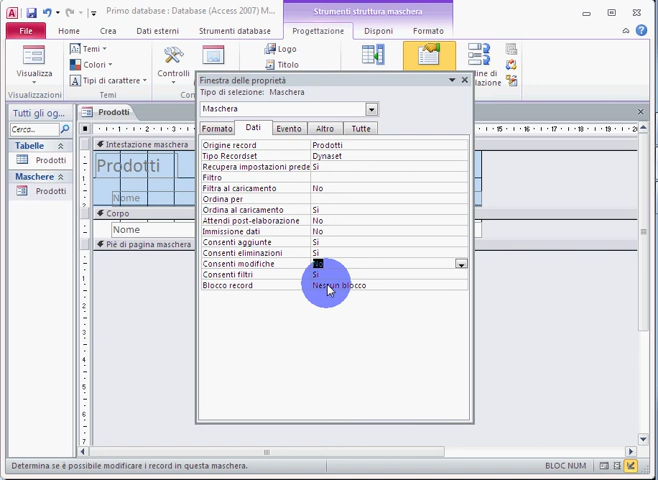 Primo database : Database (Access 2007) M...
Strumenti struttura maschera
File
Home
Crea
Dati esterni
Strumenti database
Progettazione
Disponi
Formato
Visualizza
Visualizzazioni
Temi
Colori
Tipi di carattere
Temi
Controlli
Logo
Titolo
Finestra delle proprietà
Tipo di selezione: Maschera
Maschera
Formato
Dati
Evento
Altro
Tutte
Origine record Prodotti
Tipo Recordset Dynaset
Recupera impostazioni prede Sì
Filtro
Filtra al caricamento No
Ordina per
Ordina al caricamento Sì
Attendi post-elaborazione No
Immissione dati No
Consenti aggiunte Sì
Consenti eliminazioni Sì
Consenti modifiche No
Consenti filtri Sì
Blocco record Nessun blocco
Tutti gli og...
Cerca...
Tabelle
Prodotti
Maschere
Prodotti
Prodotti
Intestazione maschera
Prodotti
Nome
Corpo
Nome
Piè di pagina maschera
Determina se è possibile modificare i record in questa maschera.
BLOC NUM